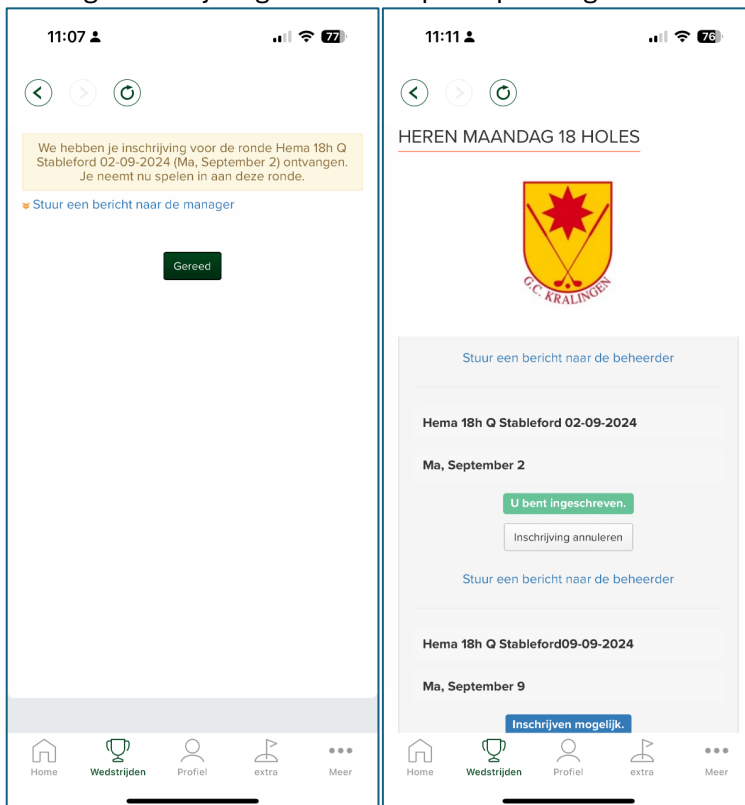 11:07
77
We hebben je inschrijving voor de ronde Hema 18h Q
Stableford 02-09-2024 (Ma, September 2) ontvangen.
Je neemt nu spelen in aan deze ronde.
Stuur een bericht naar de manager
Gereed
Home
Wedstrijden
Profiel
extra
Meer
11:11
76
HEREN MAANDAG 18 HOLES
G.C. KRALINGEN
Stuur een bericht naar de beheerder
Hema 18h Q Stableford 02-09-2024
Ma, September 2
U bent ingeschreven.
Inschrijving annuleren
Stuur een bericht naar de beheerder
Hema 18h Q Stableford09-09-2024
Ma, September 9
Inschrijven mogelijk.
Home
Wedstrijden
Profiel
extra
Meer